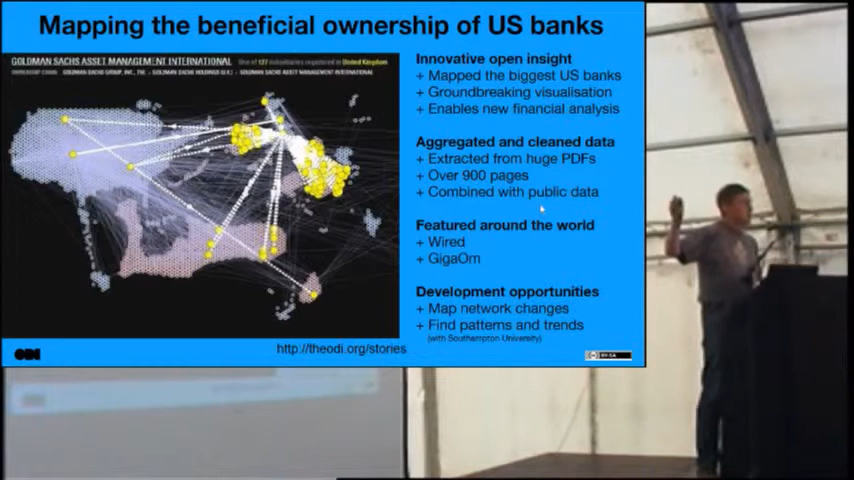 Mapping the beneficial ownership of US banks
GOLDMAN SACHS ASSET MANAGEMENT INTERNATIONAL One of 127 subsidiaries registered in United Kingdom
OWNERSHIP CHAIN: GOLDMAN SACHS GROUP, INC., THE → GOLDMAN SACHS HOLDINGS (U.K.) → GOLDMAN SACHS ASSET MANAGEMENT INTERNATIONAL
Innovative open insight
+ Mapped the biggest US banks
+ Groundbreaking visualisation
+ Enables new financial analysis
Aggregated and cleaned data
+ Extracted from huge PDFs
+ Over 900 pages
+ Combined with public data
Featured around the world
+ Wired
+ GigaOm
Development opportunities
+ Map network changes
+ Find patterns and trends
(with Southampton University)
http://theodi.org/stories
ODI
BY-SA